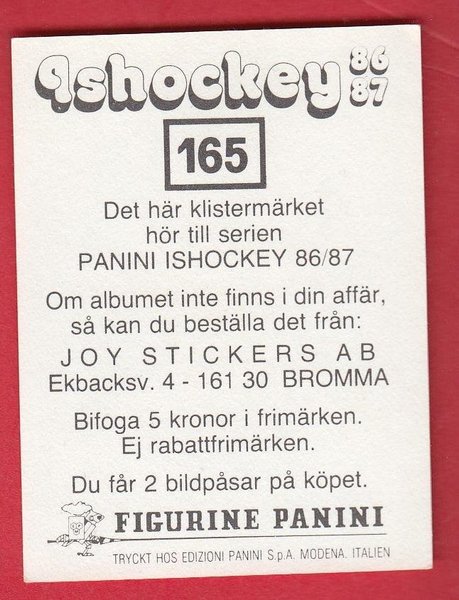 Ishockey 86 87
165
Det här klistermärket
hör till serien
PANINI ISHOCKEY 86/87
Om albumet inte finns i din affär,
så kan du beställa det från:
JOY STICKERS AB
Ekbacksv. 4 - 161 30 BROMMA
Bifoga 5 kronor i frimärken.
Ej rabattfrimärken.
Du får 2 bildpåsar på köpet.
FIGURINE PANINI
TRYCKT HOS EDIZIONI PANINI S.p.A. MODENA. ITALIEN